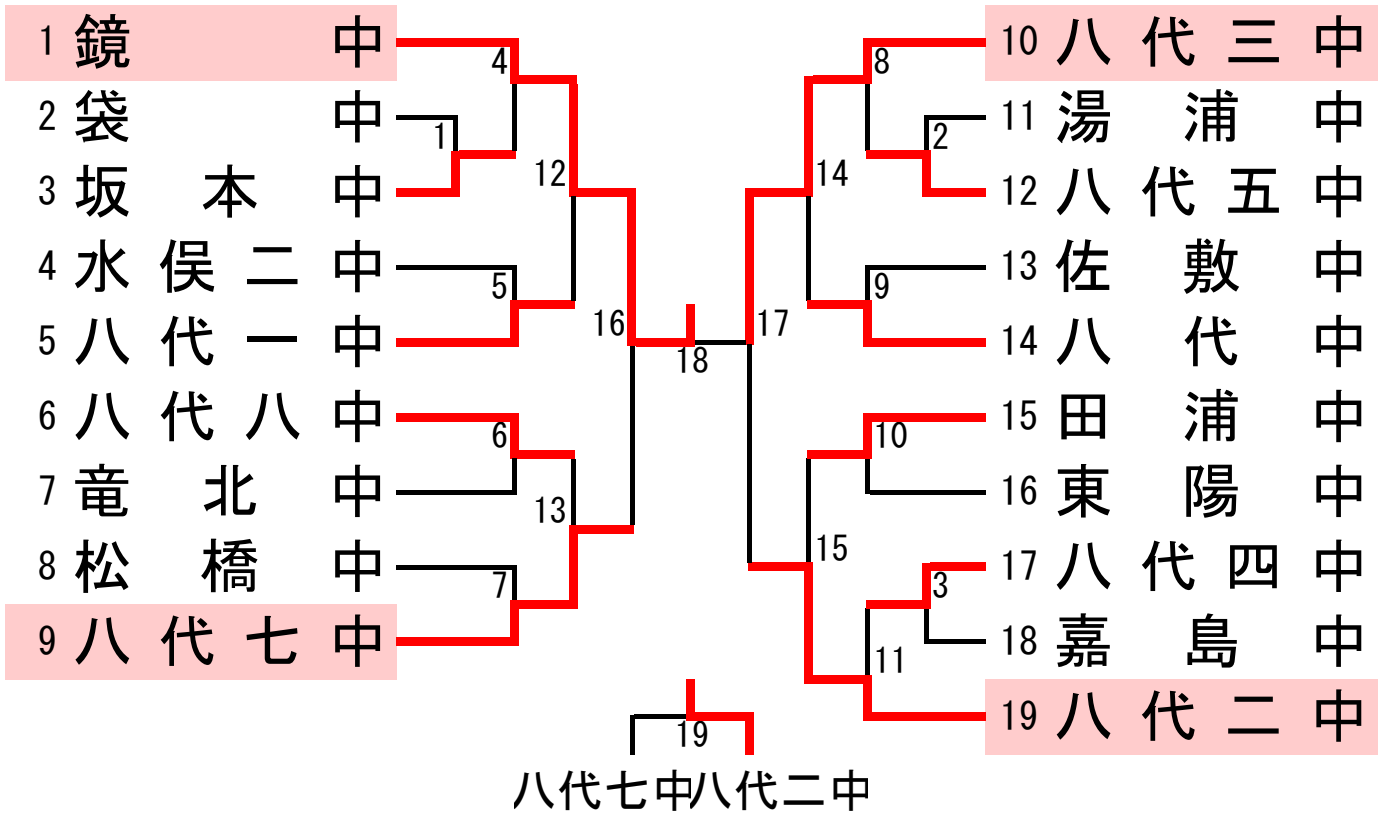 1 鏡 中
2 袋 中
3 坂 本 中
4 水 俣 二 中
5 八 代 一 中
6 八 代 八 中
7 竜 北 中
8 松 橋 中
9 八 代 七 中
10 八 代 三 中
11 湯 浦 中
12 八 代 五 中
13 佐 敷 中
14 八 代 中
15 田 浦 中
16 東 陽 中
17 八 代 四 中
18 嘉 島 中
19 八 代 二 中
4
1
12
5
16
6
13
7
18
8
2
14
9
17
10
15
3
11
19
八代七中 八代二中